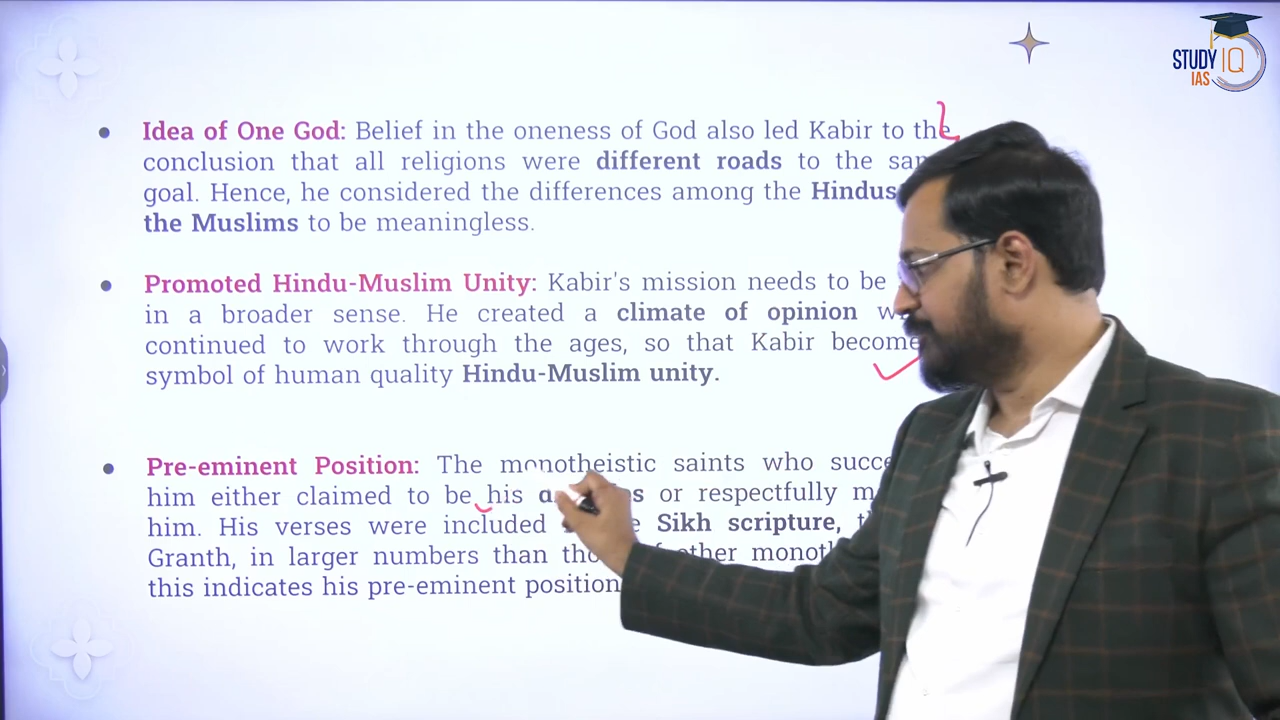 STUDY IQ
IAS
Idea of One God: Belief in the oneness of God also led Kabir to the
conclusion that all religions were different roads to the
goal. Hence, he considered the differences among the Hindus
the Muslims to be meaningless.
Promoted Hindu-Muslim Unity: Kabir's mission needs to be
in a broader sense. He created a climate of opinion
continued to work through the ages, so that Kabir
symbol of human quality Hindu-Muslim unity.
Pre-eminent Position: The monotheistic saints who
him either claimed to be his or respectfully
him. His verses were included Sikh scripture,
Granth, in larger numbers than other
this indicates his pre-eminent position